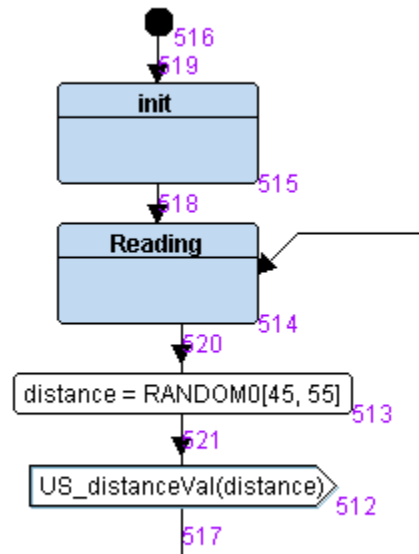 516
519
init
515
518
Reading
514
520
distance = RANDOM0[45, 55]
513
521
US_distanceVal(distance)
512
517